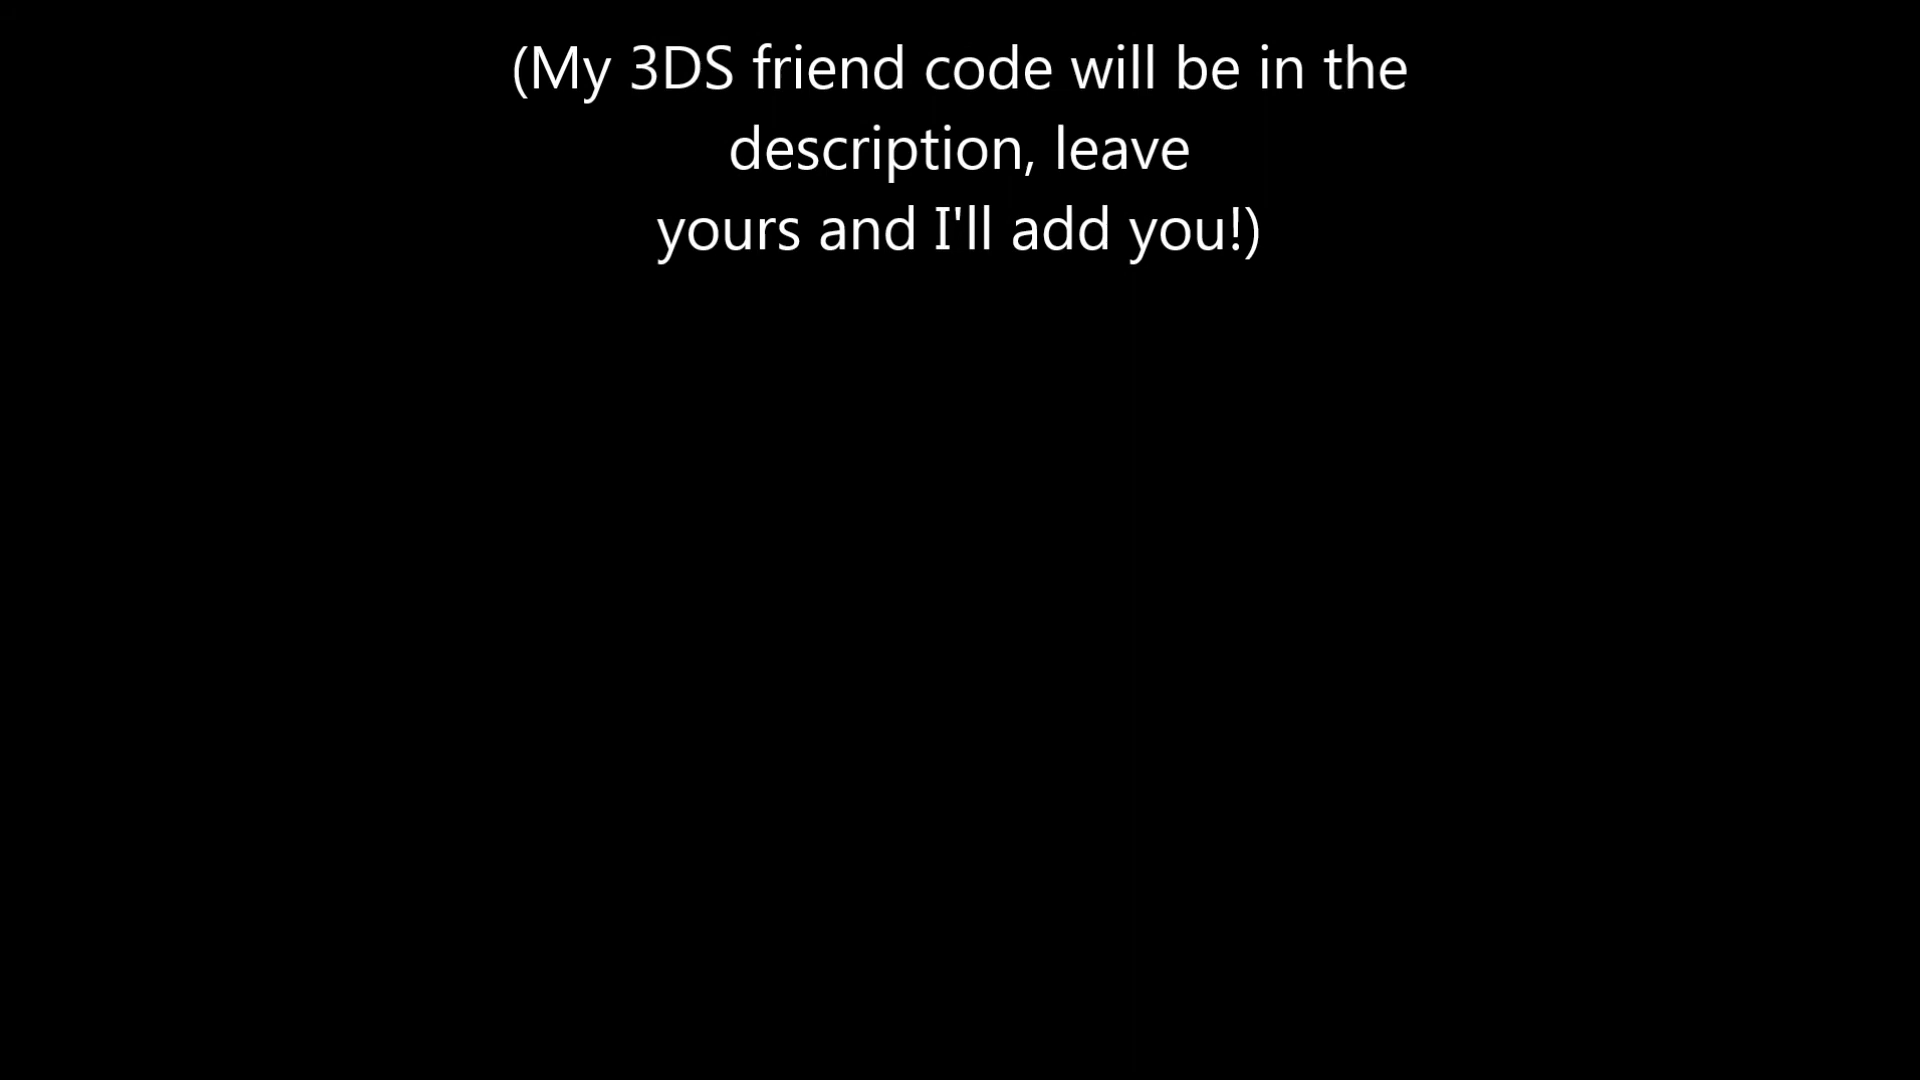 (My 3DS friend code will be in the
description, leave
yours and I'll add you!)